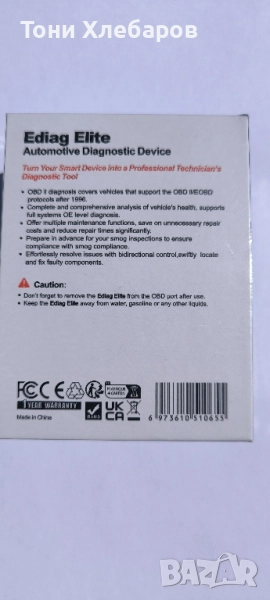 Тони Хлебаров
Ediag Elite
Automotive Diagnostic Device
Turn Your Smart Device into a Professional Technician's
Diagnostic Tool
• OBD II diagnosis covers vehicles that support the OBD II/EOBD
protocols after 1996.
• Complete and comprehensive analysis of vehicle's health, supports
full systems OE level diagnosis.
• Offer multiple maintenance functions, save on unnecessary repair
costs and reduce repair times significantly.
• Prepare in advance for your smog inspections to ensure
compliance with smog compliance.
• Effortlessly resolve issues with bidirectional control,swiftly locate
and fix faulty components.
Caution:
• Don't forget to remove the Ediag Elite from the OBD port after use.
• Keep the Ediag Elite away from water, gasoline or any other liquids.
FCC CE
1 YEAR WARRANTY
UK CA
Made in China
6 973610 510655
BAZAR